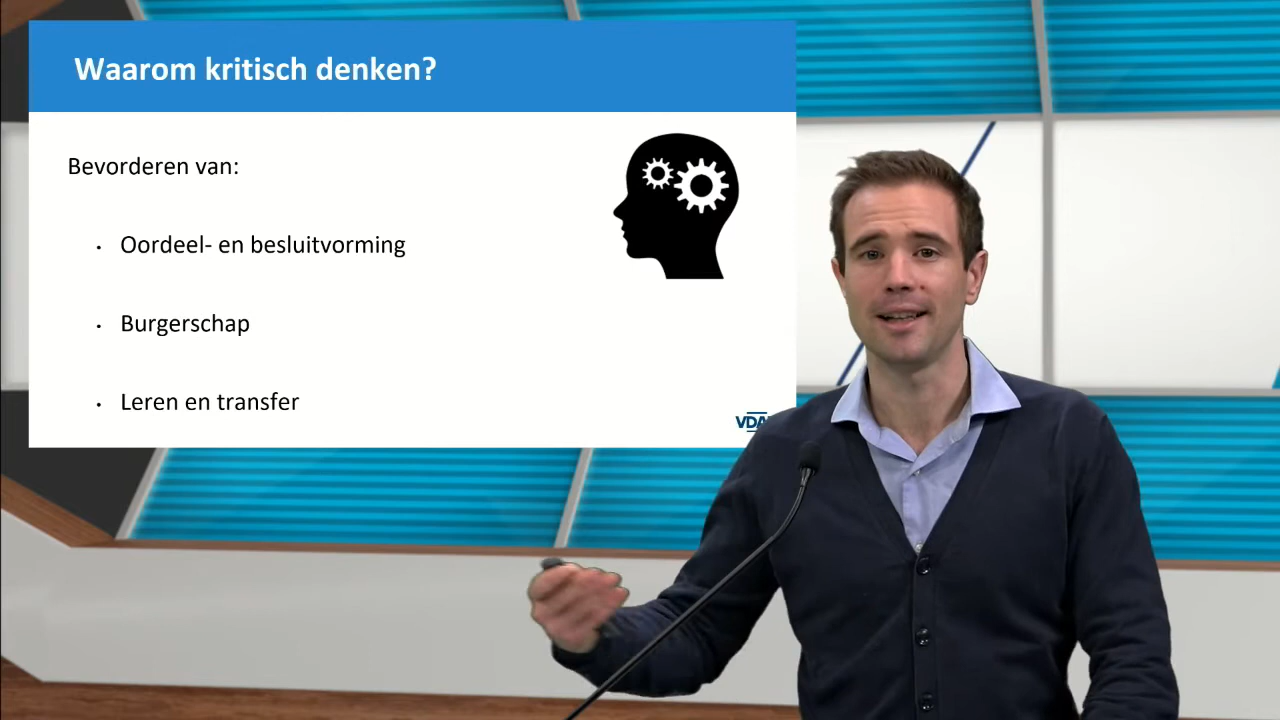 Waarom kritisch denken?
Bevorderen van:
• Oordeel- en besluitvorming
• Burgerschap
• Leren en transfer